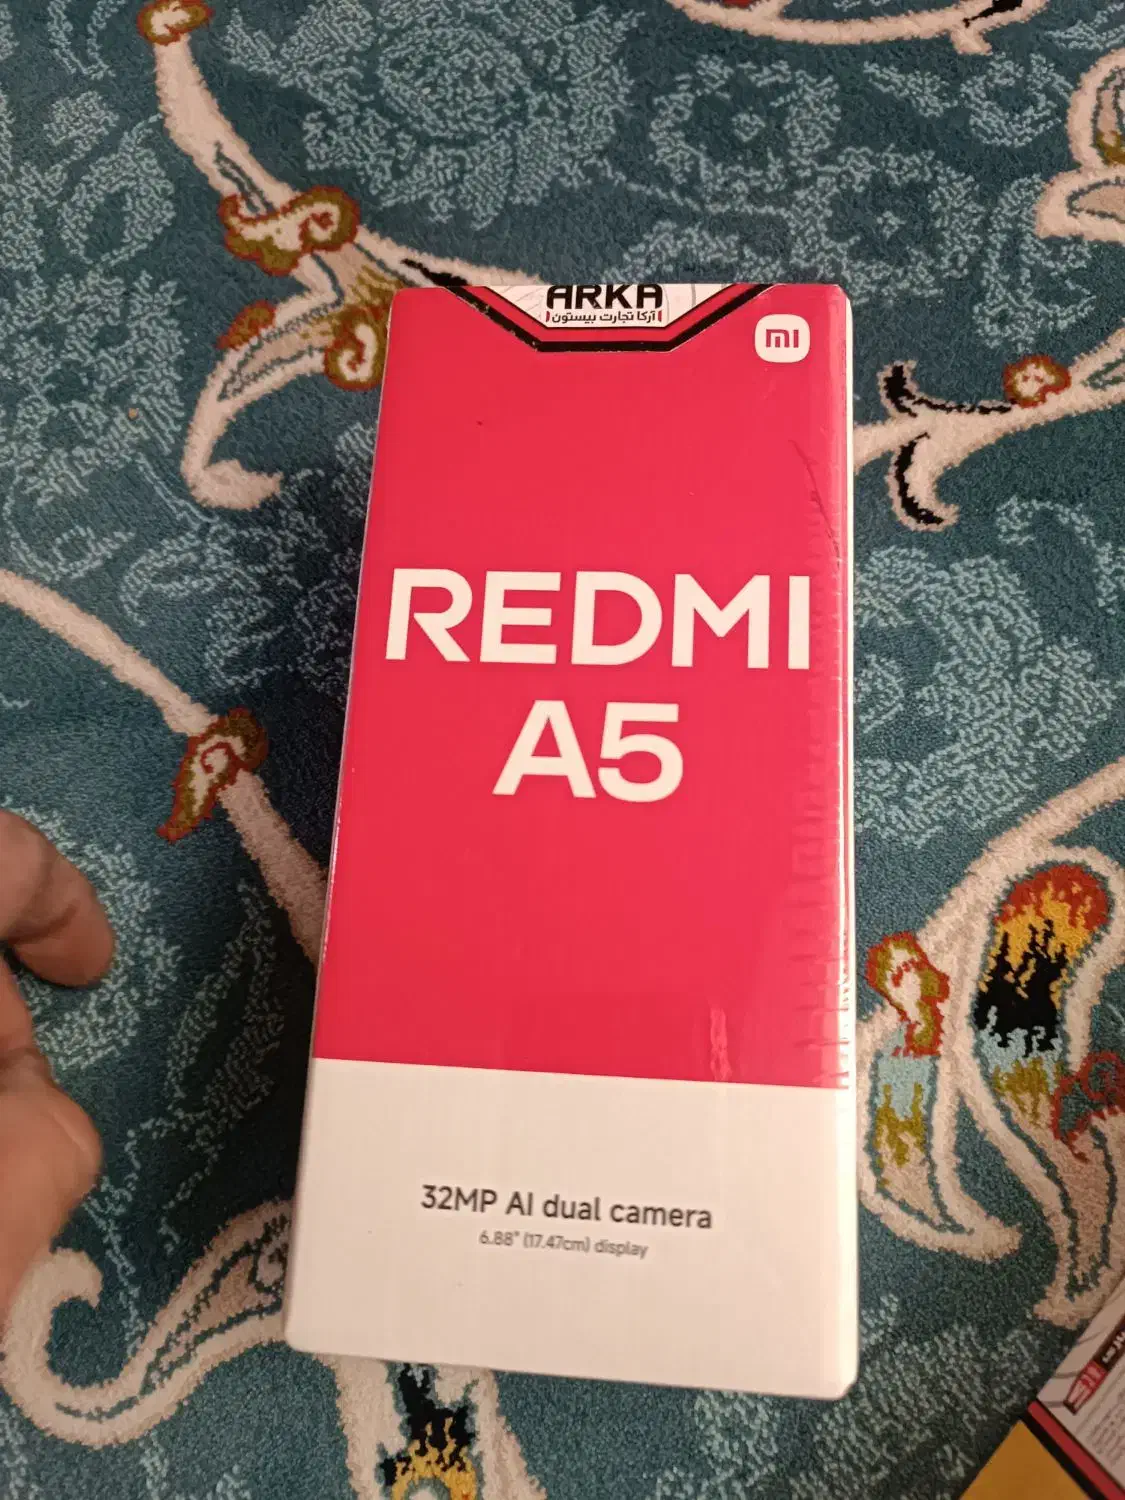 ARKA
آرکا تجارت بیستون
mi
REDMI
A5
32MP AI dual camera
6.88" (17.47cm) display